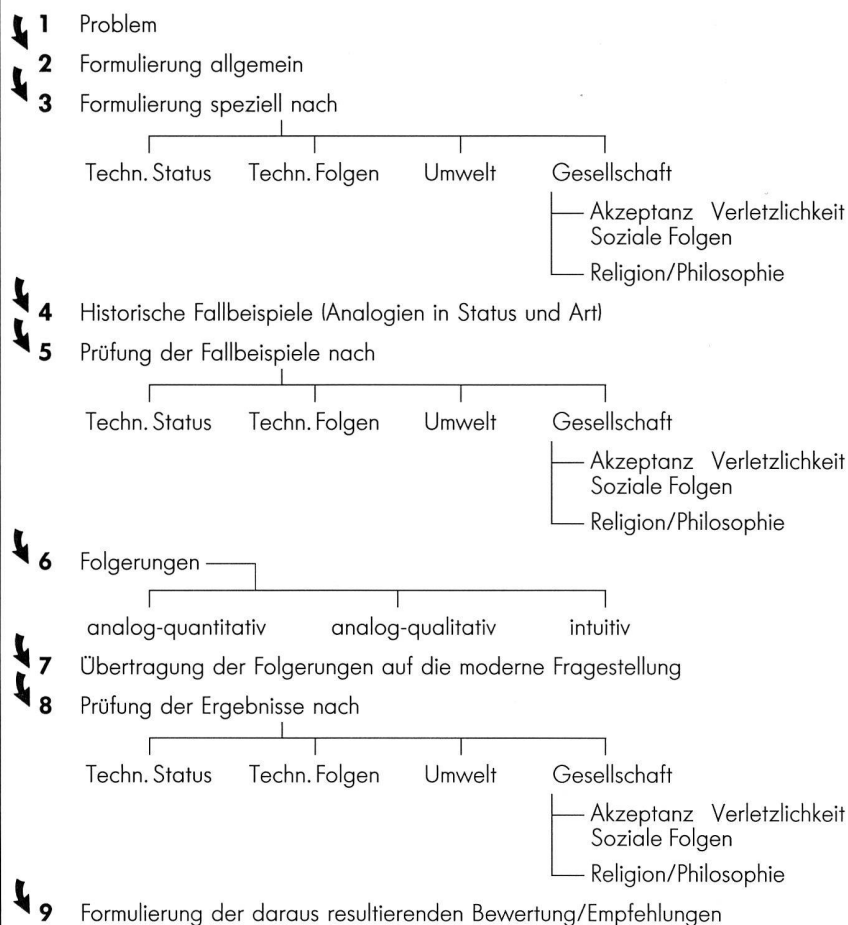 1 Problem
2 Formulierung allgemein
3 Formulierung speziell nach
Techn. Status Techn. Folgen Umwelt Gesellschaft
Akzeptanz Verletzlichkeit
Soziale Folgen
Religion/Philosophie
4 Historische Fallbeispiele (Analogien in Status und Art)
5 Prüfung der Fallbeispiele nach
Techn. Status Techn. Folgen Umwelt Gesellschaft
Akzeptanz Verletzlichkeit
Soziale Folgen
Religion/Philosophie
6 Folgerungen
analog-quantitativ analog-qualitativ intuitiv
7 Übertragung der Folgerungen auf die moderne Fragestellung
8 Prüfung der Ergebnisse nach
Techn. Status Techn. Folgen Umwelt Gesellschaft
Akzeptanz Verletzlichkeit
Soziale Folgen
Religion/Philosophie
9 Formulierung der daraus resultierenden Bewertung/Empfehlungen